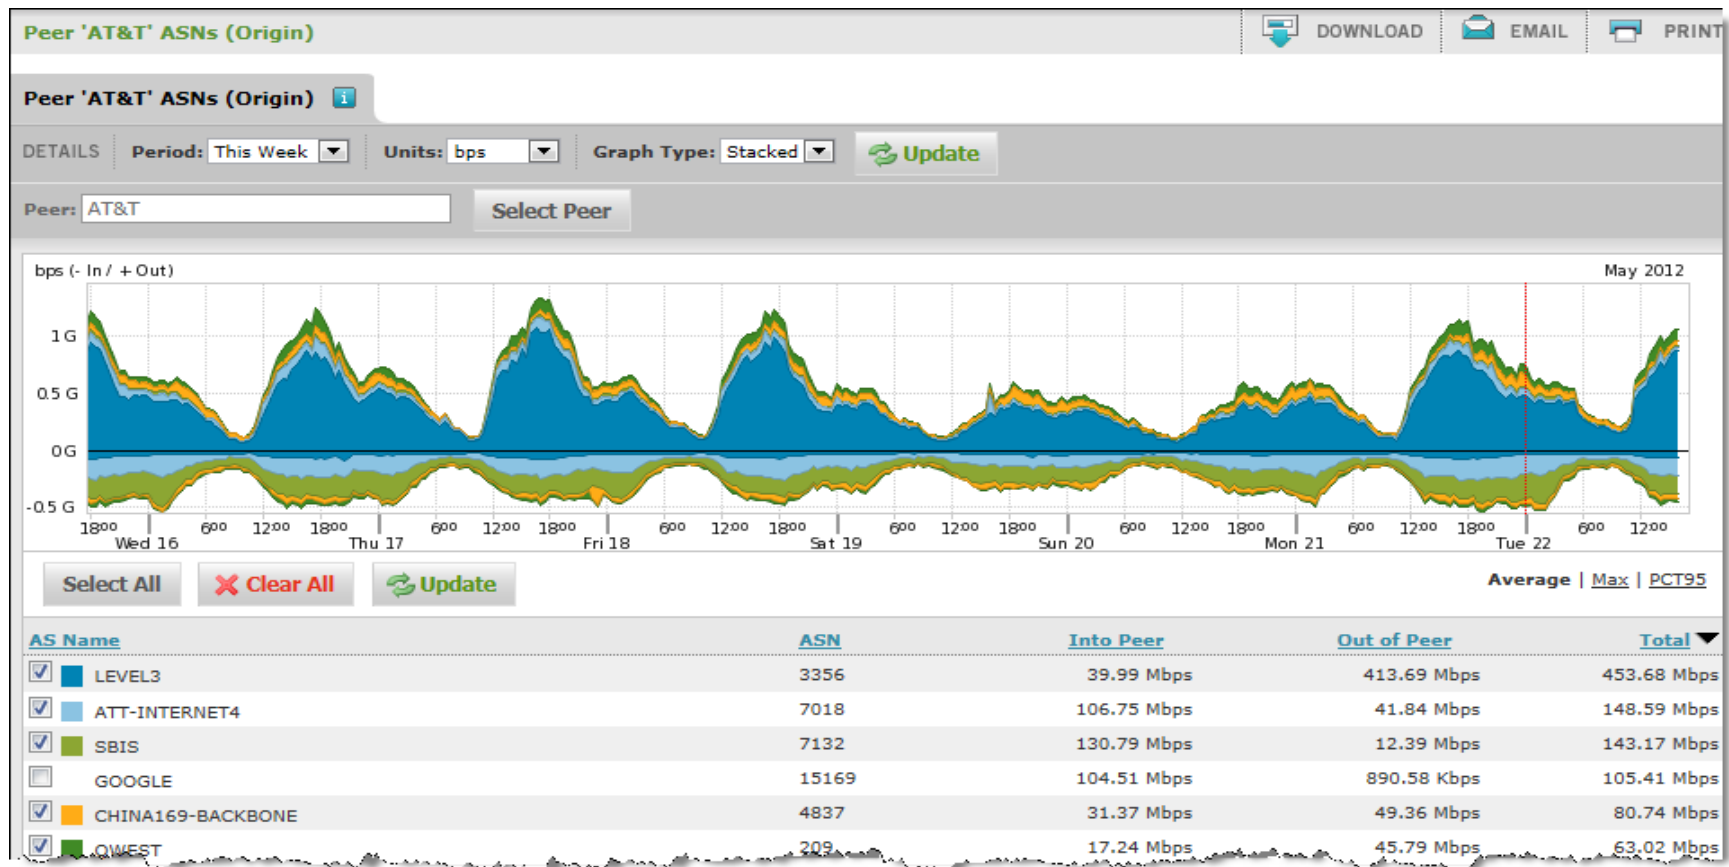 Peer 'AT&T' ASNs (Origin) DOWNLOAD EMAIL PRINT
Peer 'AT&T' ASNs (Origin) i
DETAILS Period: This Week Units: bps Graph Type: Stacked Update
Peer: AT&T Select Peer
bps (- In / + Out) May 2012
1 G
0.5 G
0 G
-0.5 G
1800 600 1200 1800 600 1200 1800 600 1200 1800 600 1200 1800 600 1200 1800 600 1200 1800 600 1200
Wed 16 Thu 17 Fri 18 Sat 19 Sun 20 Mon 21 Tue 22
Select All Clear All Update Average | Max | PCT95
AS Name ASN Into Peer Out of Peer Total
LEVEL3 3356 39.99 Mbps 413.69 Mbps 453.68 Mbps
ATT-INTERNET4 7018 106.75 Mbps 41.84 Mbps 148.59 Mbps
SBIS 7132 130.79 Mbps 12.39 Mbps 143.17 Mbps
GOOGLE 15169 104.51 Mbps 890.58 Kbps 105.41 Mbps
CHINA169-BACKBONE 4837 31.37 Mbps 49.36 Mbps 80.74 Mbps
QWEST 209 17.24 Mbps 45.79 Mbps 63.02 Mbps